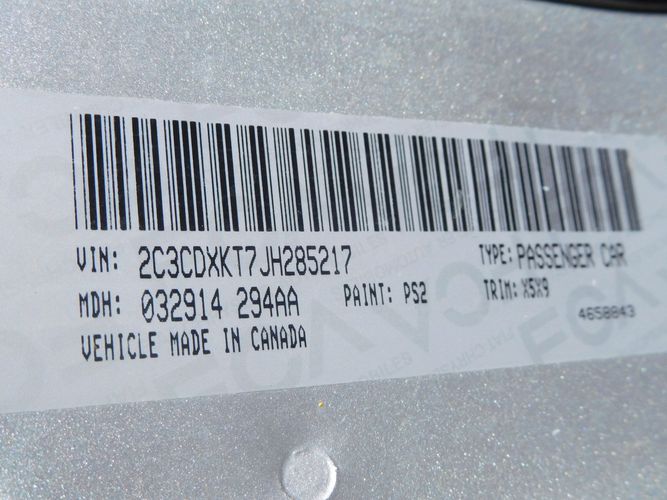 VIN: 2C3CDXKT7JH285217 TYPE: PASSENGER CAR
MDH: 032914 294AA PAINT: PS2 TRIM: X5X9
4658843
VEHICLE MADE IN CANADA